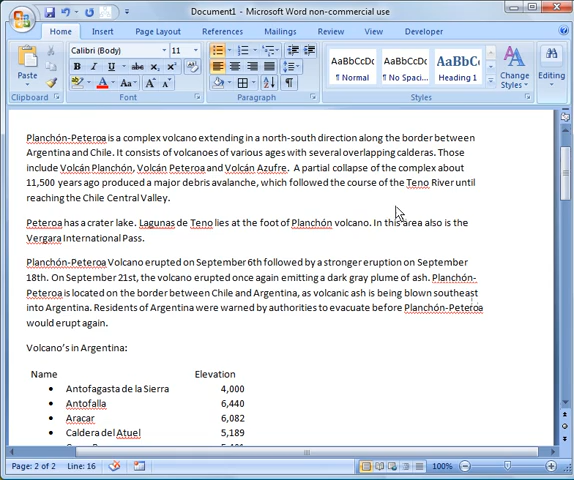 Document1 - Microsoft Word non-commercial use
Home Insert Page Layout References Mailings Review View Developer
Paste
Clipboard
Calibri (Body) 11
B I U abc x₂ x² Aa
Font
Paragraph
AaBbCcDc AaBbCcDc AaBbCc
¶ Normal ¶ No Spaci... Heading 1
Change Styles
Styles
Editing
Planchón-Peteroa is a complex volcano extending in a north-south direction along the border between
Argentina and Chile. It consists of volcanoes of various ages with several overlapping calderas. Those
include Volcán Planchón, Volcán Peteroa and Volcán Azufre. A partial collapse of the complex about
11,500 years ago produced a major debris avalanche, which followed the course of the Teno River until
reaching the Chile Central Valley.
Peteroa has a crater lake. Lagunas de Teno lies at the foot of Planchón volcano. In this area also is the
Vergara International Pass.
Planchón-Peteroa Volcano erupted on September 6th followed by a stronger eruption on September
18th. On September 21st, the volcano erupted once again emitting a dark gray plume of ash. Planchón-
Peteroa is located on the border between Chile and Argentina, as volcanic ash is being blown southeast
into Argentina. Residents of Argentina were warned by authorities to evacuate before Planchón-Peteroa
would erupt again.
Volcano's in Argentina:
Name Elevation
• Antofagasta de la Sierra 4,000
• Antofalla 6,440
• Aracar 6,082
• Caldera del Atuel 5,189
Page: 2 of 2 Line: 16 100%